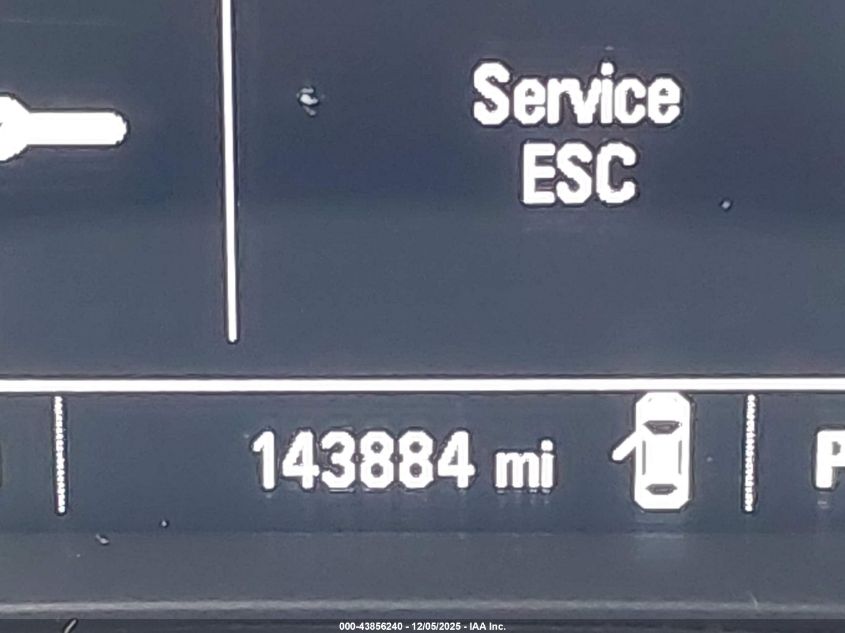 Service
ESC
143884 mi
P
000-43856240 - 12/05/2025 - IAA Inc.